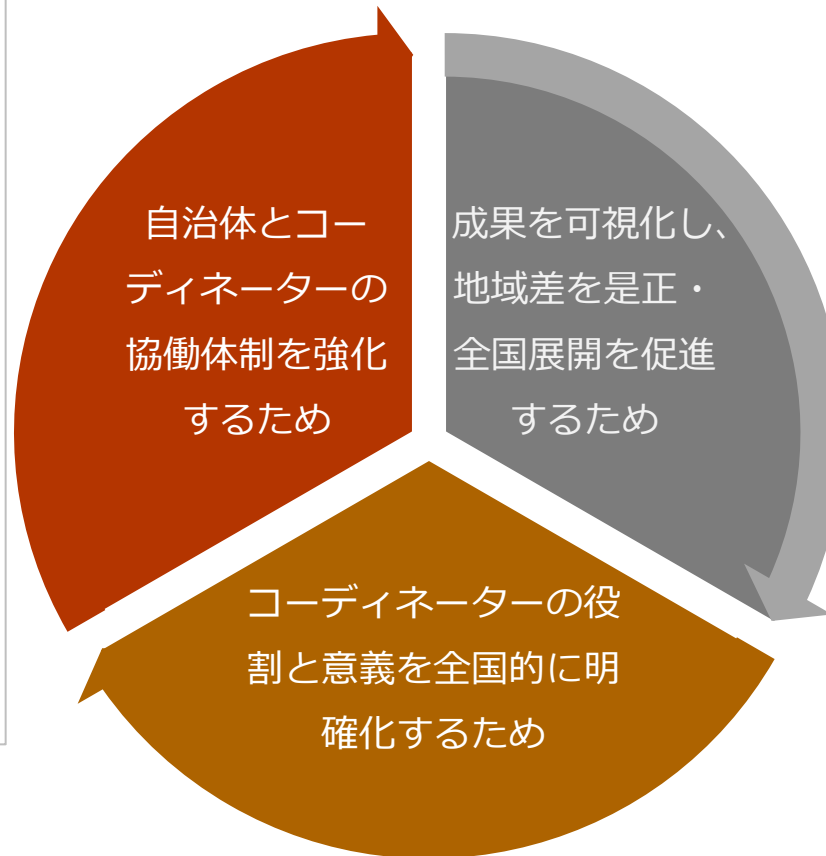 自治体とコー
ディネーターの
協働体制を強化
するため
成果を可視化し、
地域差を是正・
全国展開を促進
するため
コーディネーターの役
割と意義を全国的に明
確化するため